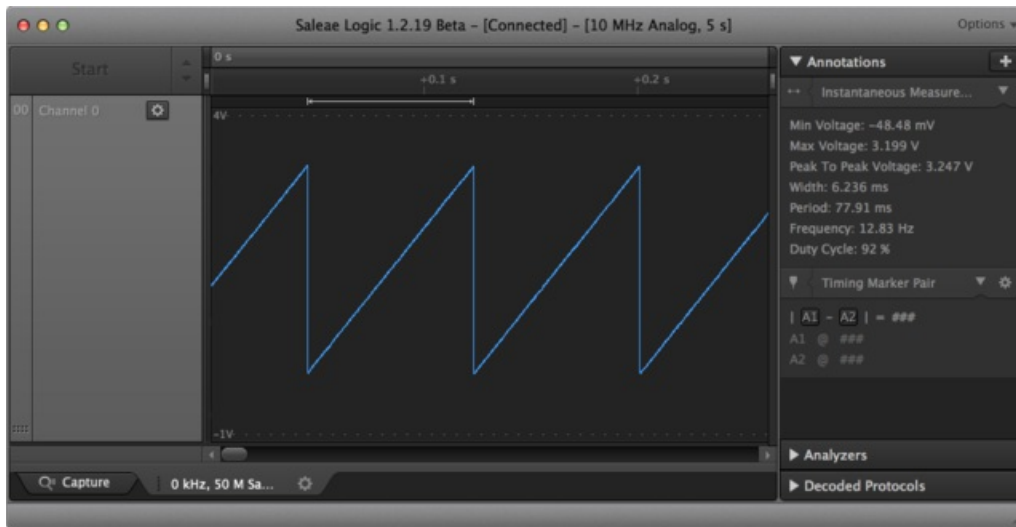 Saleae Logic 1.2.19 Beta – [Connected] – [10 MHz Analog, 5 s]
Options
Start
0 s
+0.1 s
+0.2 s
00 Channel 0
4V
-1V
Annotations
Instantaneous Measure...
Min Voltage: -48.48 mV
Max Voltage: 3.199 V
Peak To Peak Voltage: 3.247 V
Width: 6.236 ms
Period: 77.91 ms
Frequency: 12.83 Hz
Duty Cycle: 92 %
Timing Marker Pair
| A1 - A2 | = ###
A1 @ ###
A2 @ ###
Analyzers
Decoded Protocols
Capture
0 kHz, 50 M Sa...